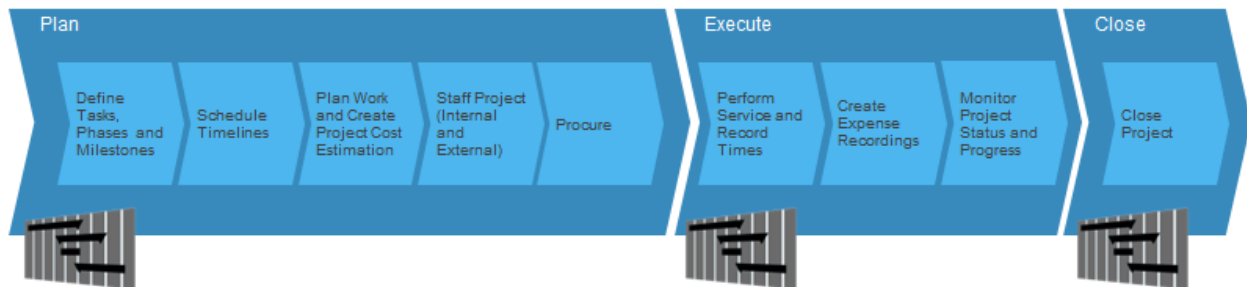 Plan
Define
Tasks,
Phases and
Milestones
Schedule
Timelines
Plan Work
and Create
Project Cost
Estimation
Staff Project
(Internal
and
External)
Procure
Execute
Perform
Service and
Record
Times
Create
Expense
Recordings
Monitor
Project
Status and
Progress
Close
Close
Project